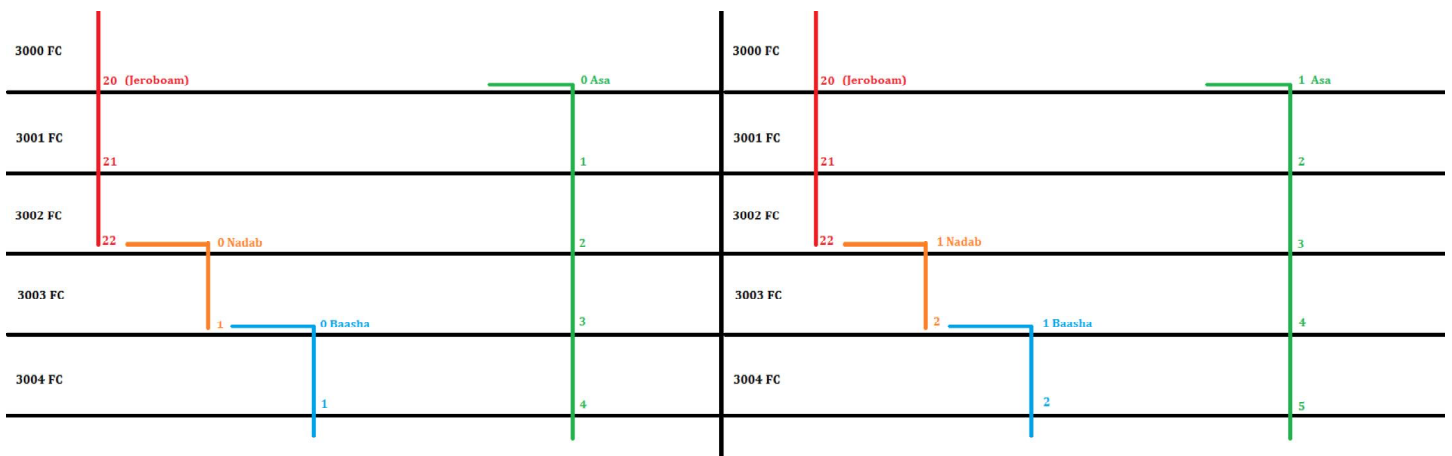 3000 FC
20 (Jeroboam)
0 Asa
3001 FC
21
1
3002 FC
22
0 Nadab
2
3003 FC
1
0 Baasha
3
3004 FC
1
4
3000 FC
20 (Jeroboam)
1 Asa
3001 FC
21
2
3002 FC
22
1 Nadab
3
3003 FC
2
1 Baasha
4
3004 FC
2
5